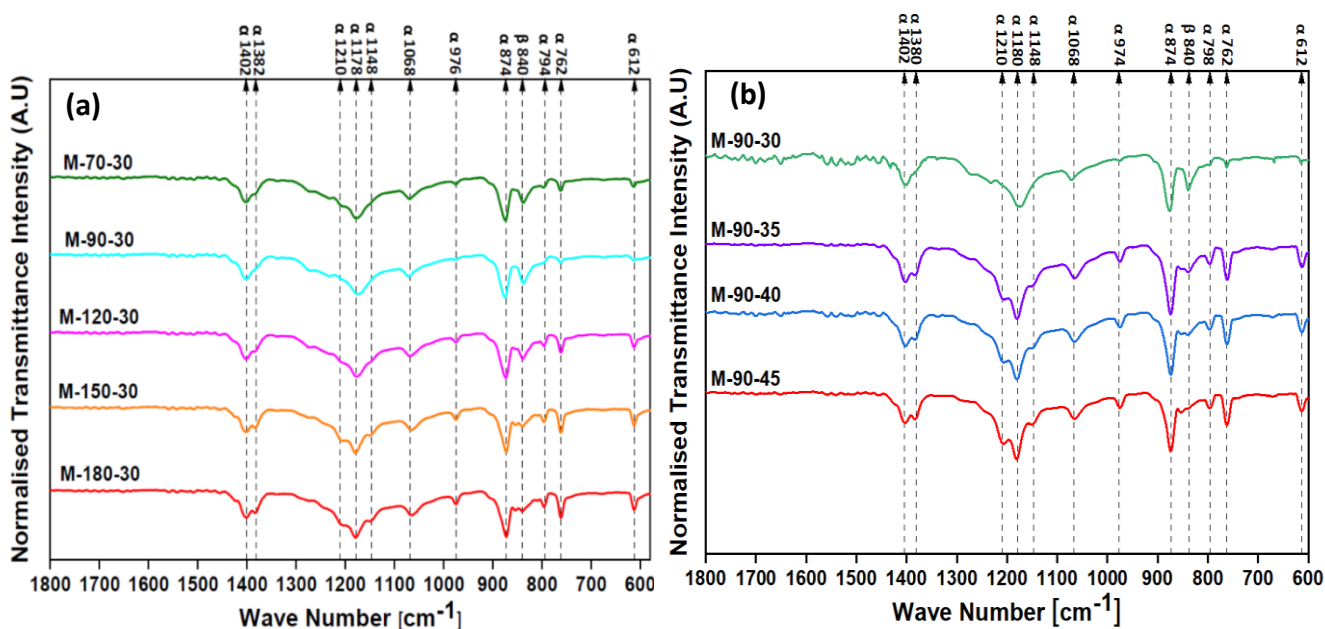 α 1402
α 1382
α 1210
α 1178
α 1148
α 1068
α 976
α 874
β 840
α 794
α 762
α 612
(a)
M-70-30
M-90-30
M-120-30
M-150-30
M-180-30
Normalised Transmittance Intensity (A.U)
1800 1700 1600 1500 1400 1300 1200 1100 1000 900 800 700 600
Wave Number [cm⁻¹]
α 1402
α 1380
α 1210
α 1180
α 1148
α 1068
α 974
α 874
β 840
α 798
α 762
α 612
(b)
M-90-30
M-90-35
M-90-40
M-90-45
Normalised Transmittance Intensity (A.U)
1800 1700 1600 1500 1400 1300 1200 1100 1000 900 800 700 600
Wave Number [cm⁻¹]